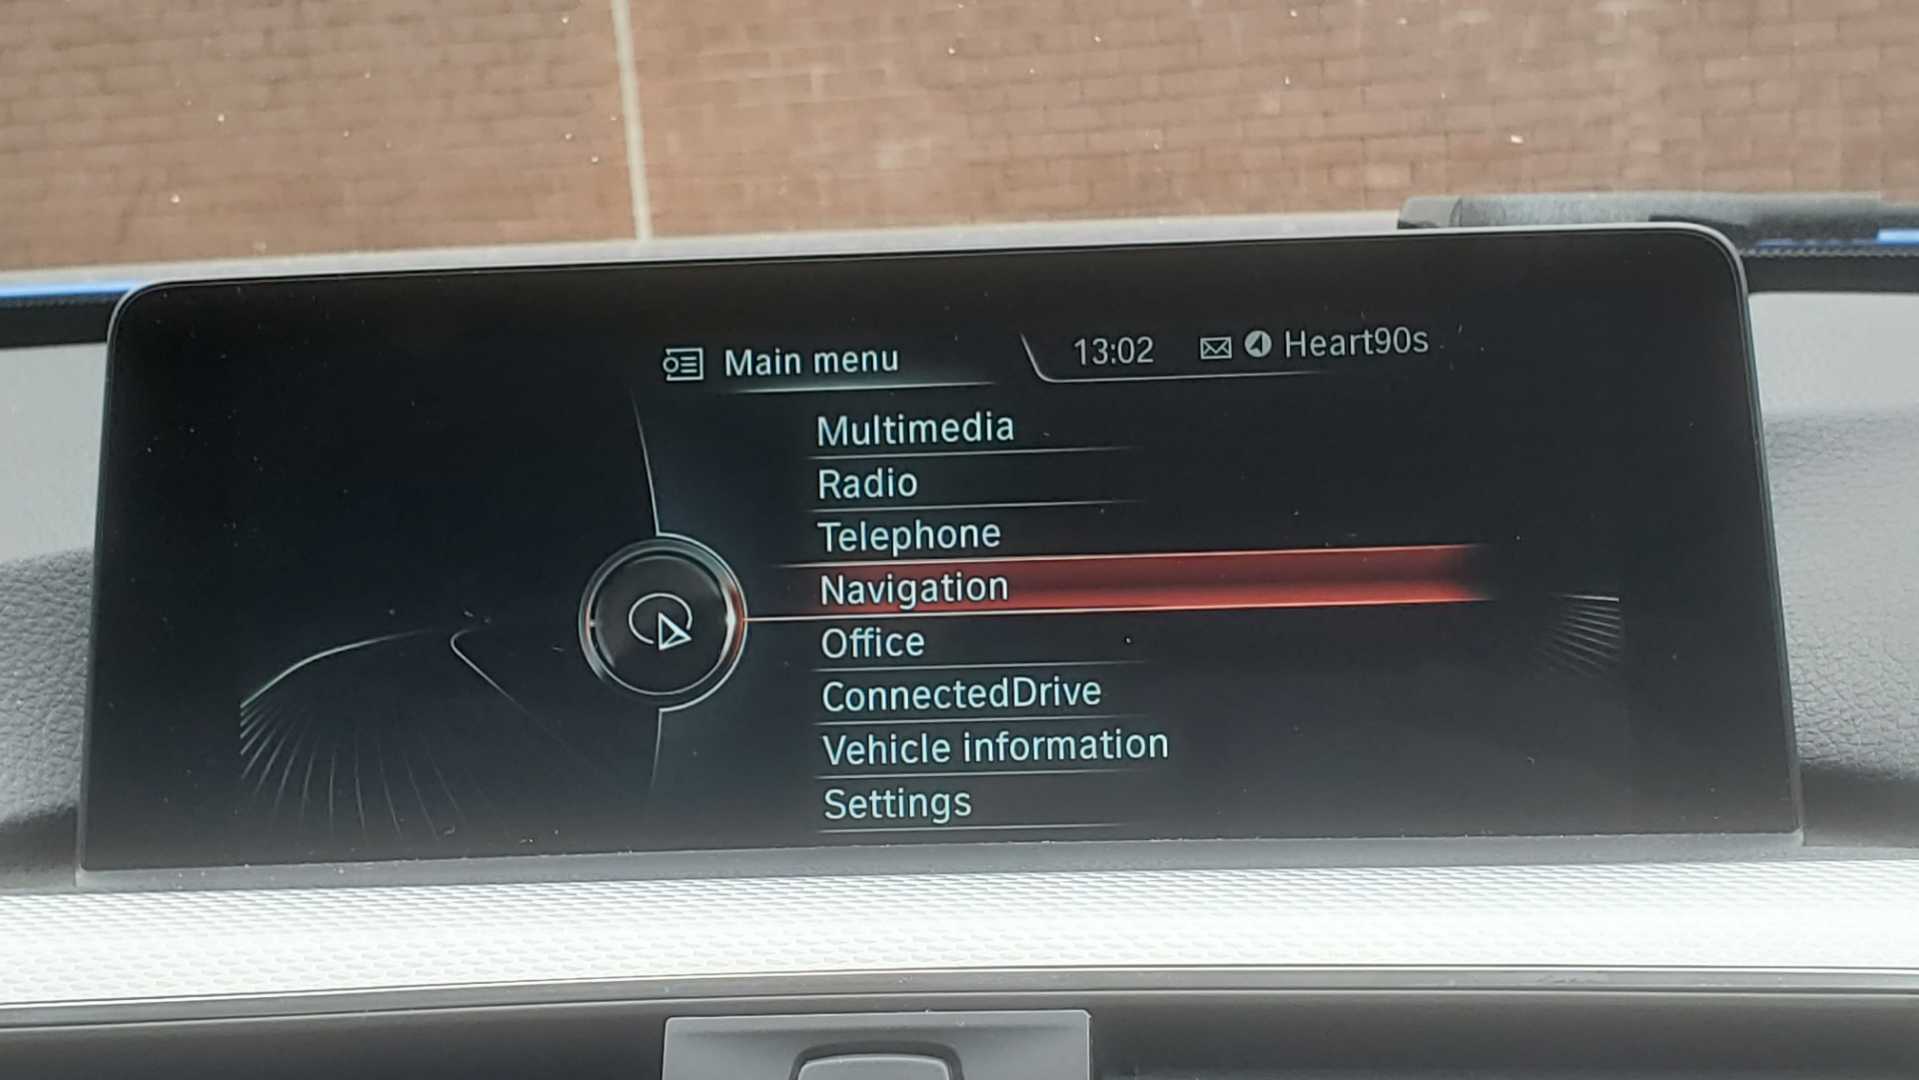 Main menu
13:02 Heart90s
Multimedia
Radio
Telephone
Navigation
Office
ConnectedDrive
Vehicle information
Settings